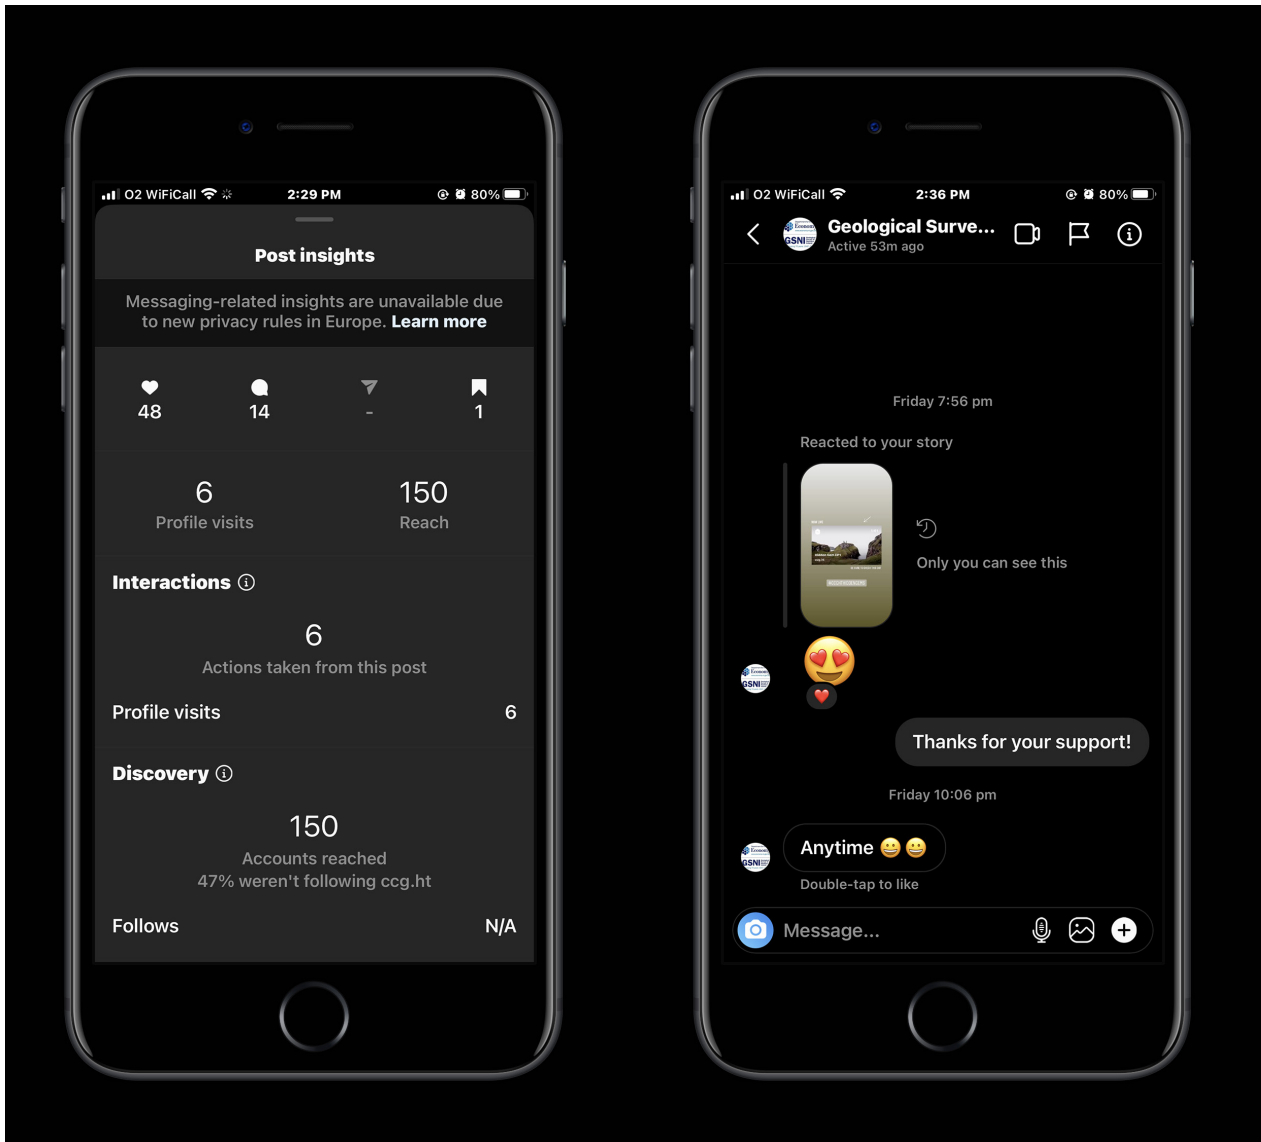 O2 WiFiCall 2:29 PM 80%
Post insights
Messaging-related insights are unavailable due
to new privacy rules in Europe. Learn more
48 14 - 1
6 150
Profile visits Reach
Interactions
6
Actions taken from this post
Profile visits 6
Discovery
150
Accounts reached
47% weren't following ccg.ht
Follows N/A
O2 WiFiCall 2:36 PM 80%
Geological Surve...
Active 53m ago
Friday 7:56 pm
Reacted to your story
Only you can see this
Thanks for your support!
Friday 10:06 pm
Anytime 😀😀
Double-tap to like
Message...
GSNI
Economy